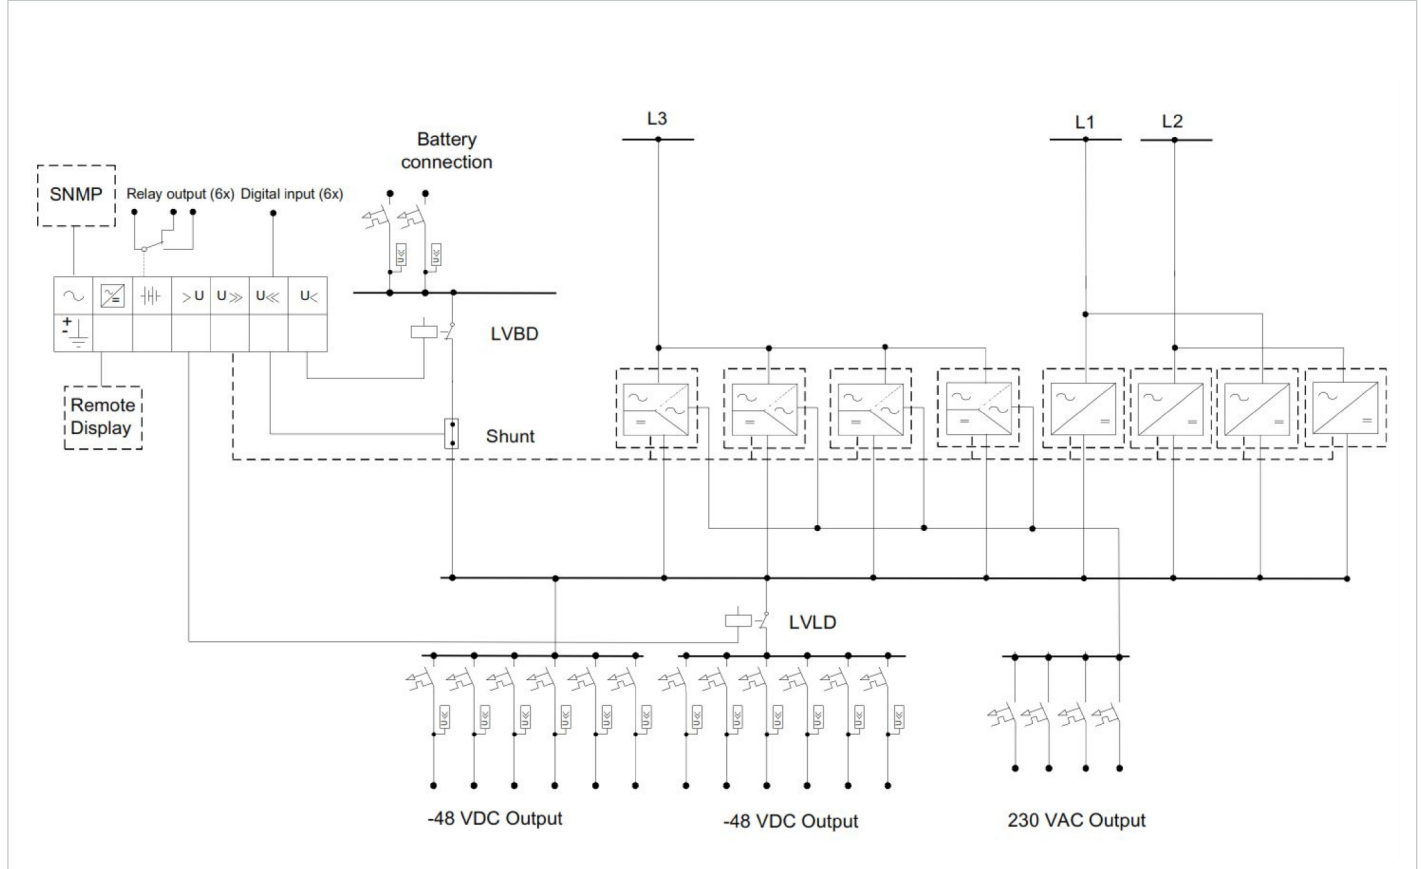 L3
L1
L2
Battery
connection
SNMP
Relay output (6x)
Digital input (6x)
>U
U>>
U<<
U<
+
-
LVBD
Remote
Display
Shunt
LVLD
U<<
U<<
U<<
U<<
U<<
U<<
U<<
U<<
U<<
U<<
U<<
U<<
U<<
U<<
-48 VDC Output
-48 VDC Output
230 VAC Output